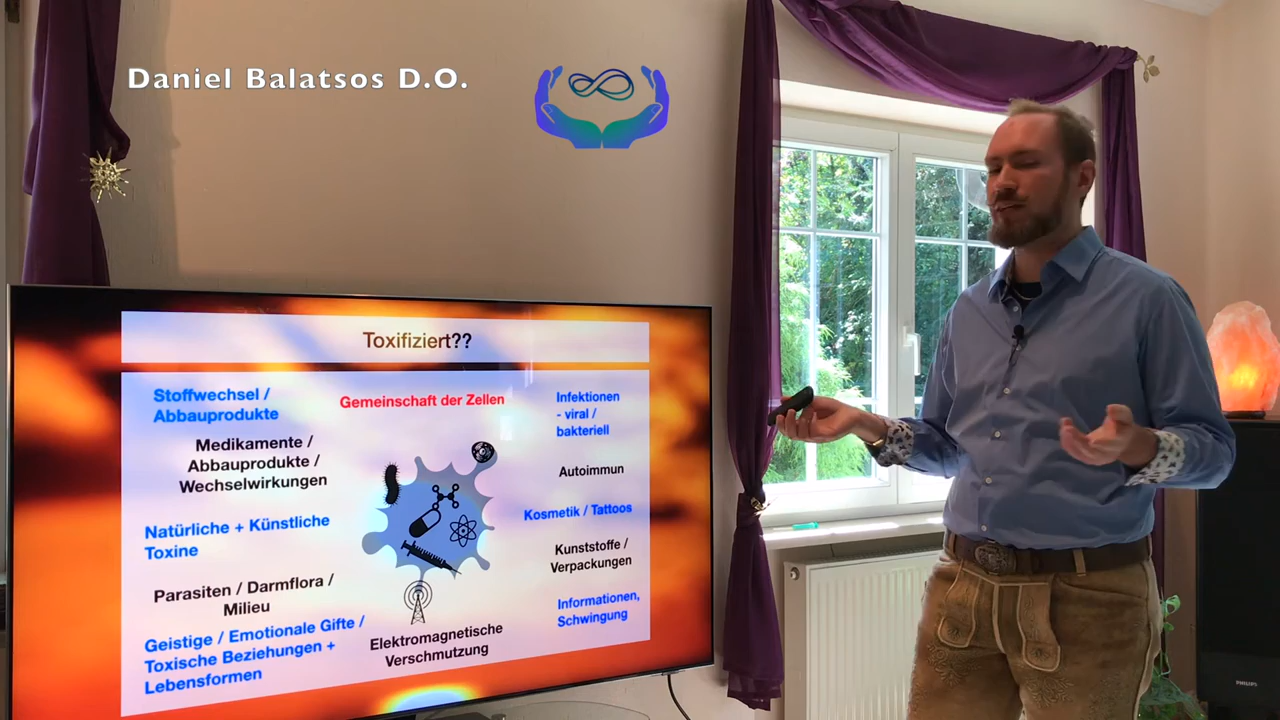 Daniel Balatsos D.O.
Toxifiziert??
Stoffwechsel /
Abbauprodukte
Gemeinschaft der Zellen
Infektionen
- viral /
bakteriell
Medikamente /
Abbauprodukte /
Wechselwirkungen
Autoimmun
Natürliche + Künstliche
Toxine
Kosmetik / Tattoos
Kunststoffe /
Verpackungen
Parasiten / Darmflora /
Milieu
Informationen,
Schwingung
Geistige / Emotionale Gifte /
Toxische Beziehungen +
Lebensformen
Elektromagnetische
Verschmutzung
PHILIPS